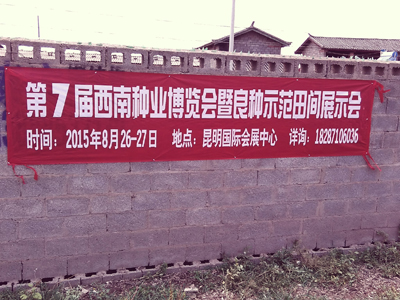 第7届西南种业博览会暨良种示范田间展示会
时间：2015年8月26-27日 地点：昆明国际会展中心 详询：18287106036